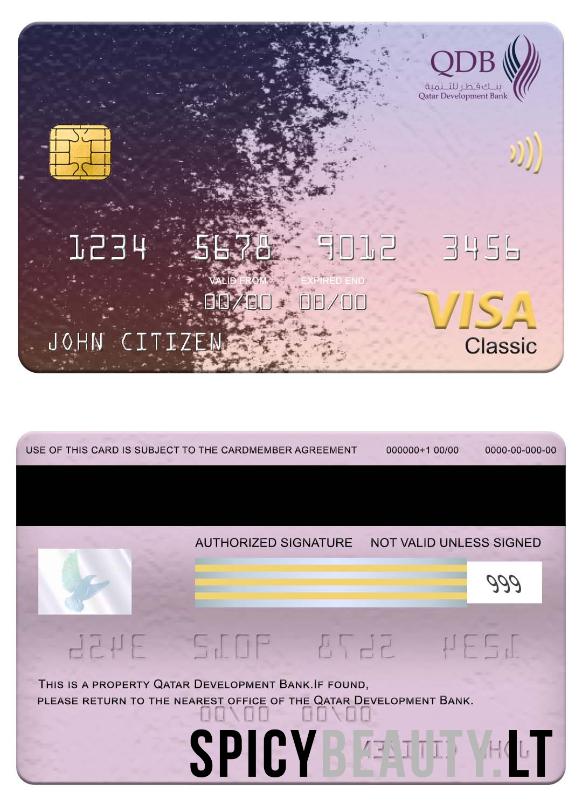 QDB
بنك قطر للتنمية
Qatar Development Bank
1234 5678 9012 3456
VALID FROM EXPIRED END
00/00 00/00
VISA
JOHN CITIZEN
Classic
USE OF THIS CARD IS SUBJECT TO THE CARDMEMBER AGREEMENT 000000+1 00/00 0000-00-000-00
AUTHORIZED SIGNATURE NOT VALID UNLESS SIGNED
999
THIS IS A PROPERTY QATAR DEVELOPMENT BANK.IF FOUND,
PLEASE RETURN TO THE NEAREST OFFICE OF THE QATAR DEVELOPMENT BANK.
SPICYBEAUTY.LT